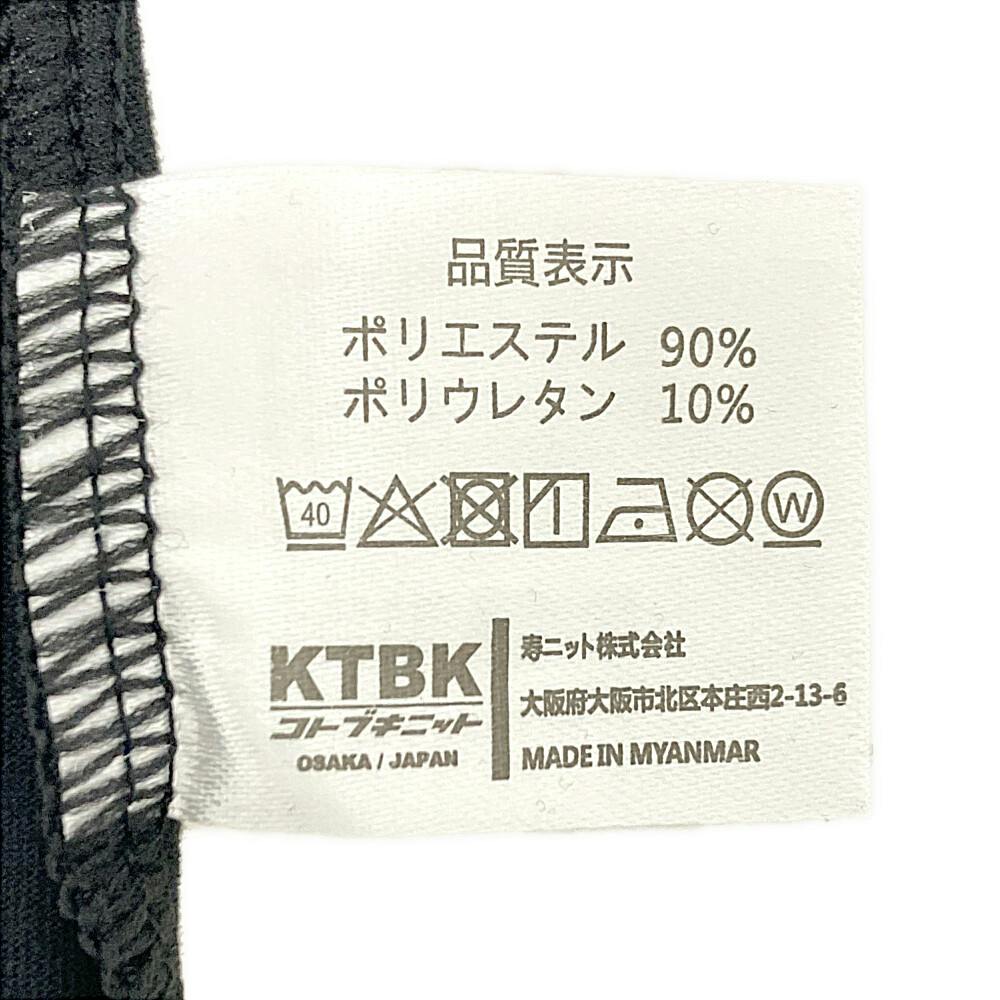 品質表示
ポリエステル 90%
ポリウレタン 10%
40
W
KTBK
コトブキニット
OSAKA / JAPAN
寿ニット株式会社
大阪府大阪市北区本庄西2-13-6
MADE IN MYANMAR